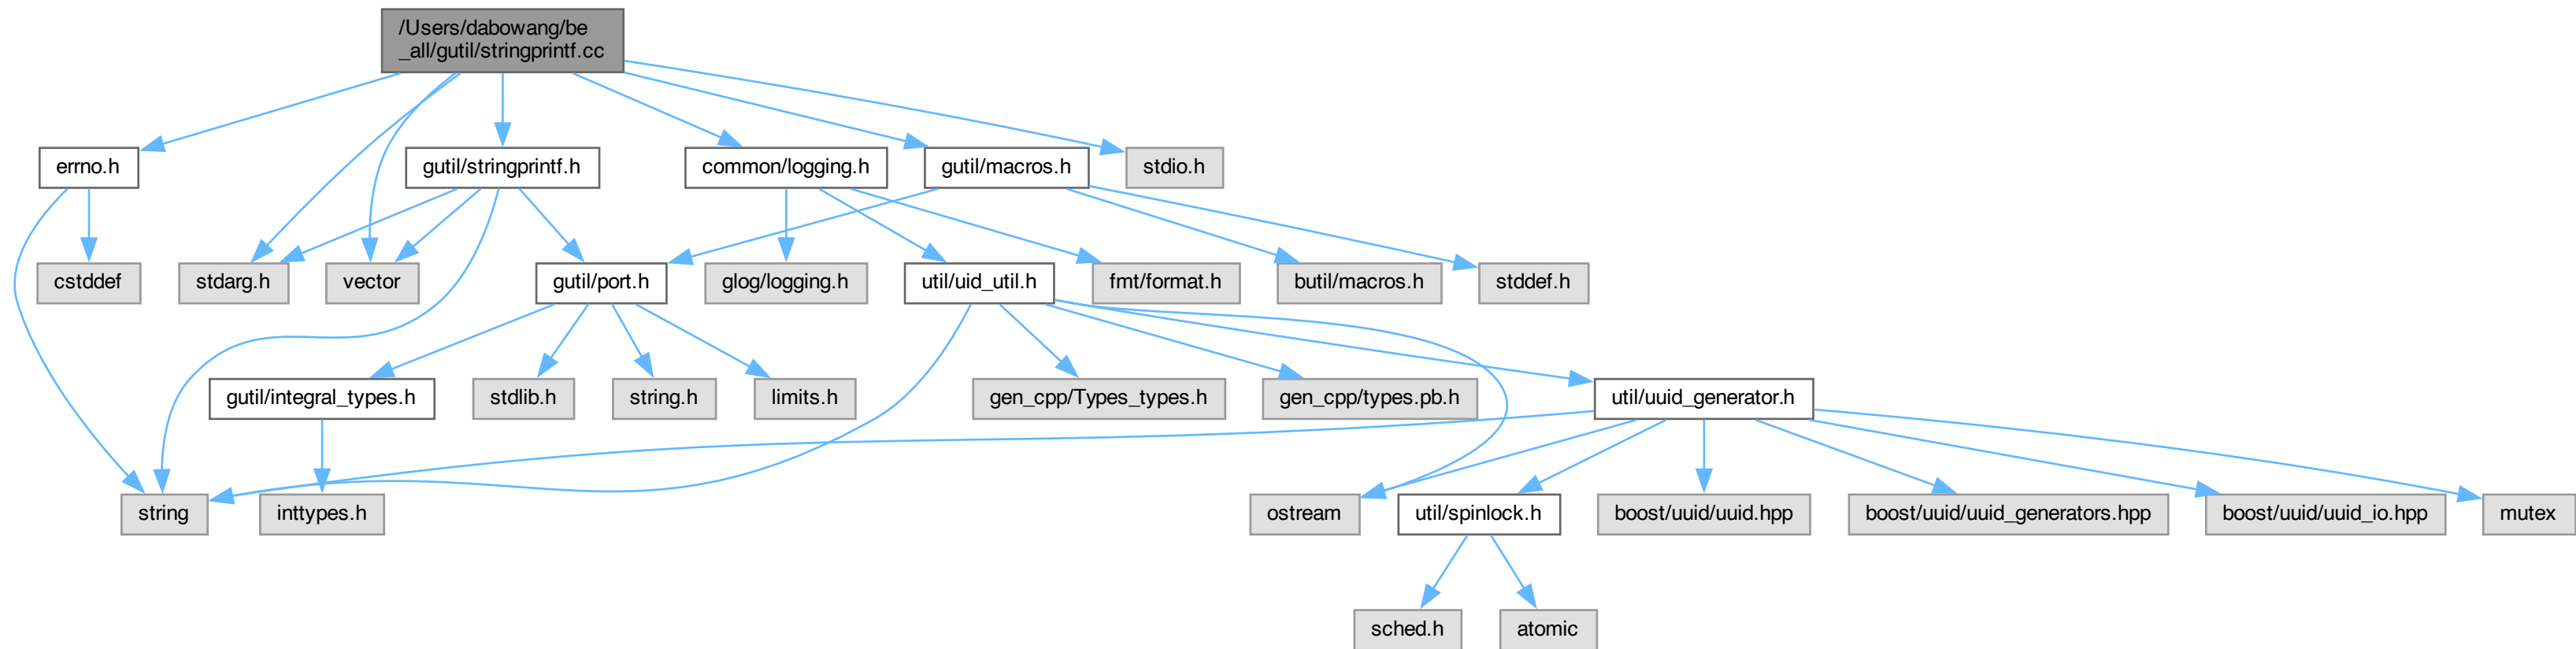 /Users/dabowang/be
_all/gutil/stringprintf.cc
errno.h
gutil/stringprintf.h
common/logging.h
gutil/macros.h
stdio.h
cstddef
stdarg.h
vector
gutil/port.h
glog/logging.h
util/uid_util.h
fmt/format.h
butil/macros.h
stddef.h
gutil/integral_types.h
stdlib.h
string.h
limits.h
gen_cpp/Types_types.h
gen_cpp/types.pb.h
util/uuid_generator.h
string
inttypes.h
ostream
util/spinlock.h
boost/uuid/uuid.hpp
boost/uuid/uuid_generators.hpp
boost/uuid/uuid_io.hpp
mutex
sched.h
atomic